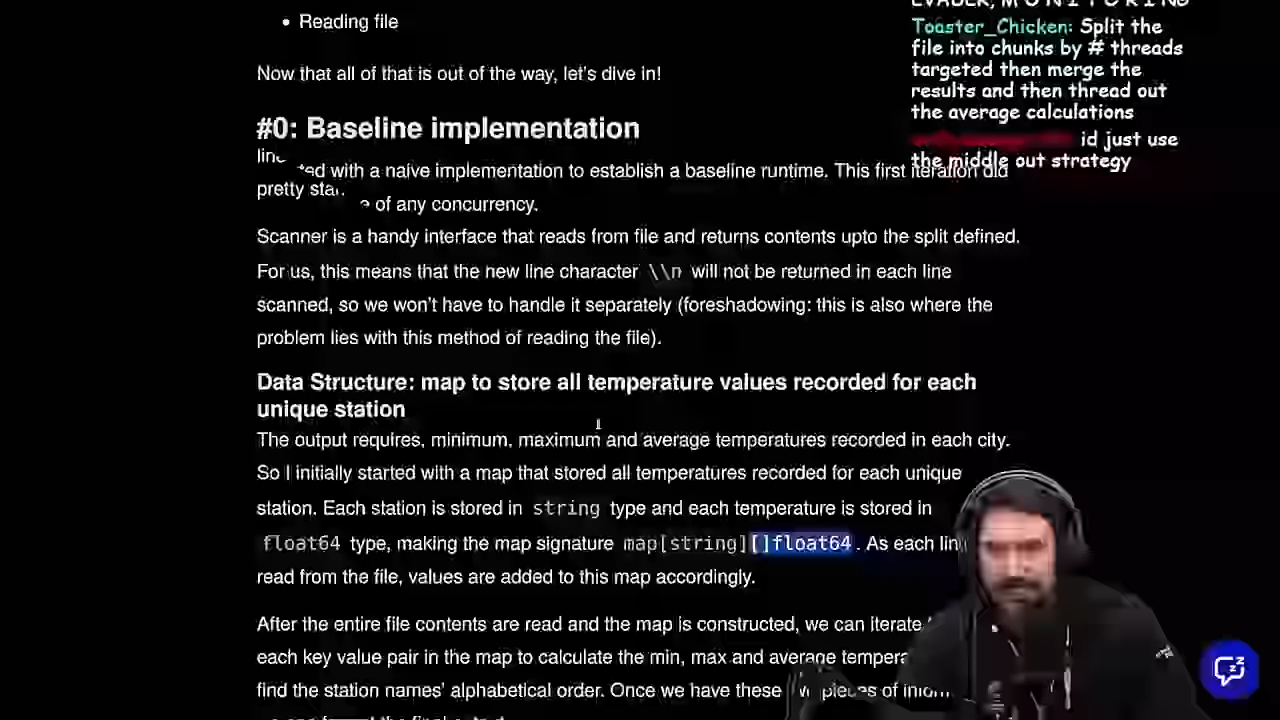 Reading file
Now that all of that is out of the way, let's dive in!
#0: Baseline implementation
ted with a naive implementation to establish a baseline runtime. This first iteration did
pretty
of any concurrency.
Scanner is a handy interface that reads from file and returns contents upto the split defined.
For us, this means that the new line character \\n will not be returned in each line
scanned, so we won't have to handle it separately (foreshadowing: this is also where the
problem lies with this method of reading the file).
Data Structure: map to store all temperature values recorded for each
unique station
The output requires, minimum, maximum and average temperatures recorded in each city.
So I initially started with a map that stored all temperatures recorded for each unique
station. Each station is stored in string type and each temperature is stored in
float64 type, making the map signature map[string][]float64. As each
read from the file, values are added to this map accordingly.
After the entire file contents are read and the map is constructed, we can iterate
each key value pair in the map to calculate the min, max and average
find the station names' alphabetical order. Once we have these
EVADER, M O N I T O R I N G
Toaster_Chicken: Split the
file into chunks by # threads
targeted then merge the
results and then thread out
the average calculations
id just use
the middle out strategy